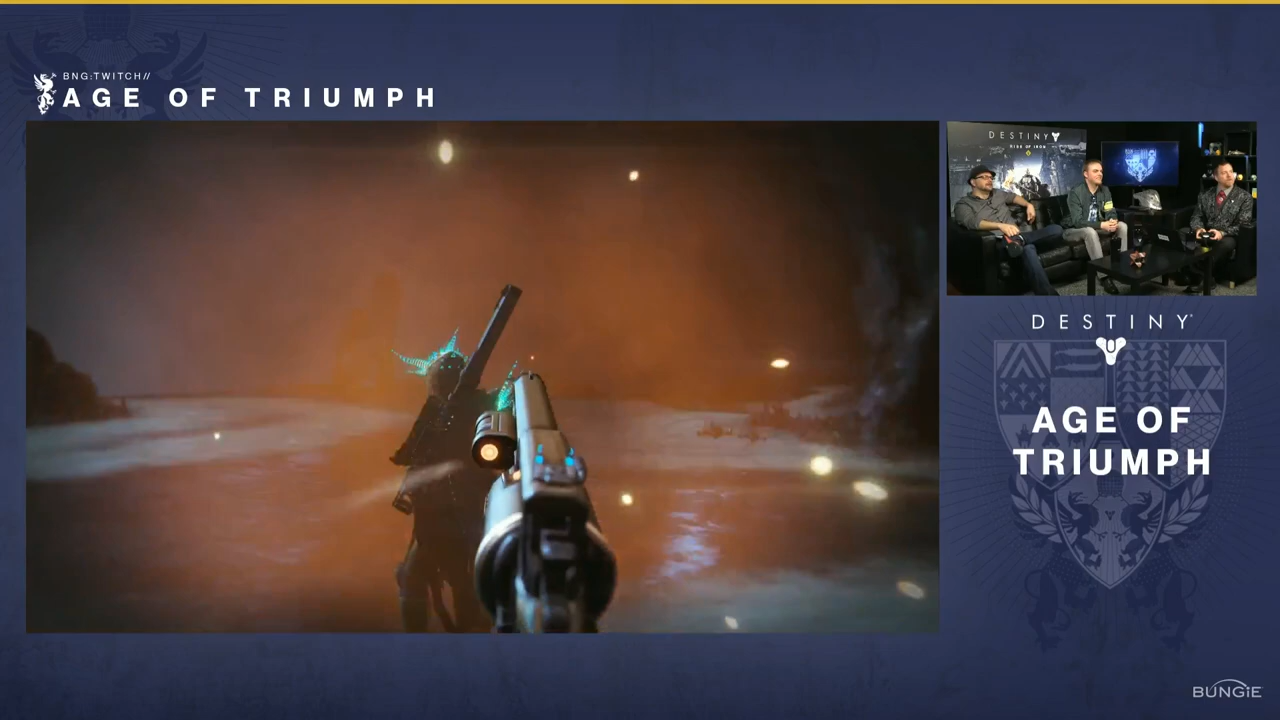 BNG:TWITCH//
AGE OF TRIUMPH
DESTINY
RISE OF IRON
DESTINY
AGE OF
TRIUMPH
BUNGiE